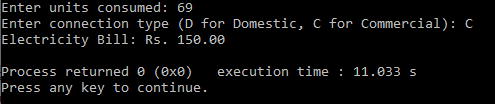 Enter units consumed: 69
Enter connection type (D for Domestic, C for Commercial): C
Electricity Bill: Rs. 150.00
Process returned 0 (0x0)   execution time : 11.033 s
Press any key to continue.